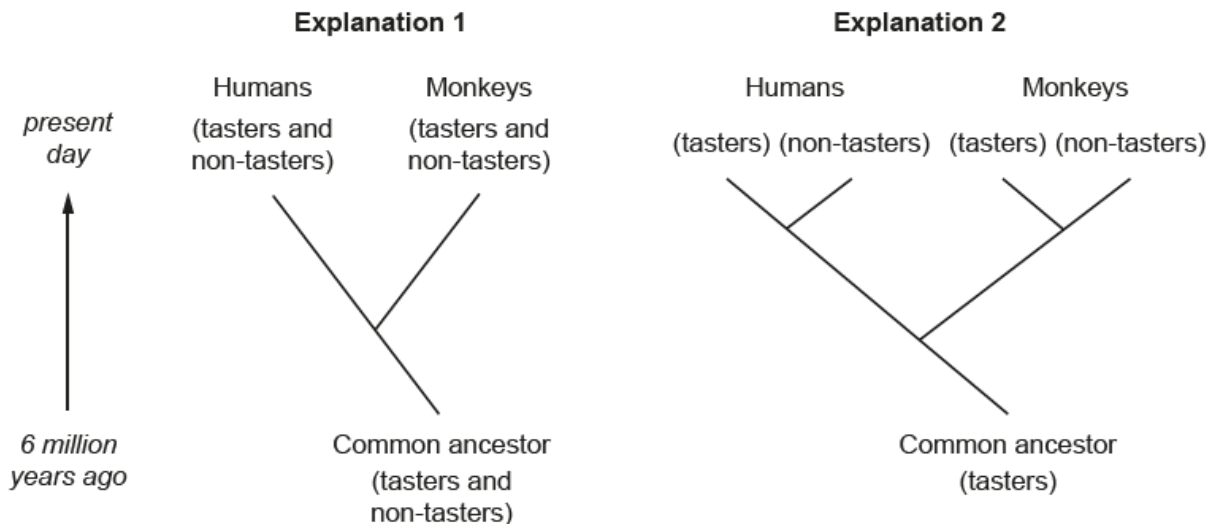 Explanation 1
Humans
(tasters and
non-tasters)
Monkeys
(tasters and
non-tasters)
present
day
6 million
years ago
Common ancestor
(tasters and
non-tasters)
Explanation 2
Humans
(tasters) (non-tasters)
Monkeys
(tasters) (non-tasters)
Common ancestor
(tasters)